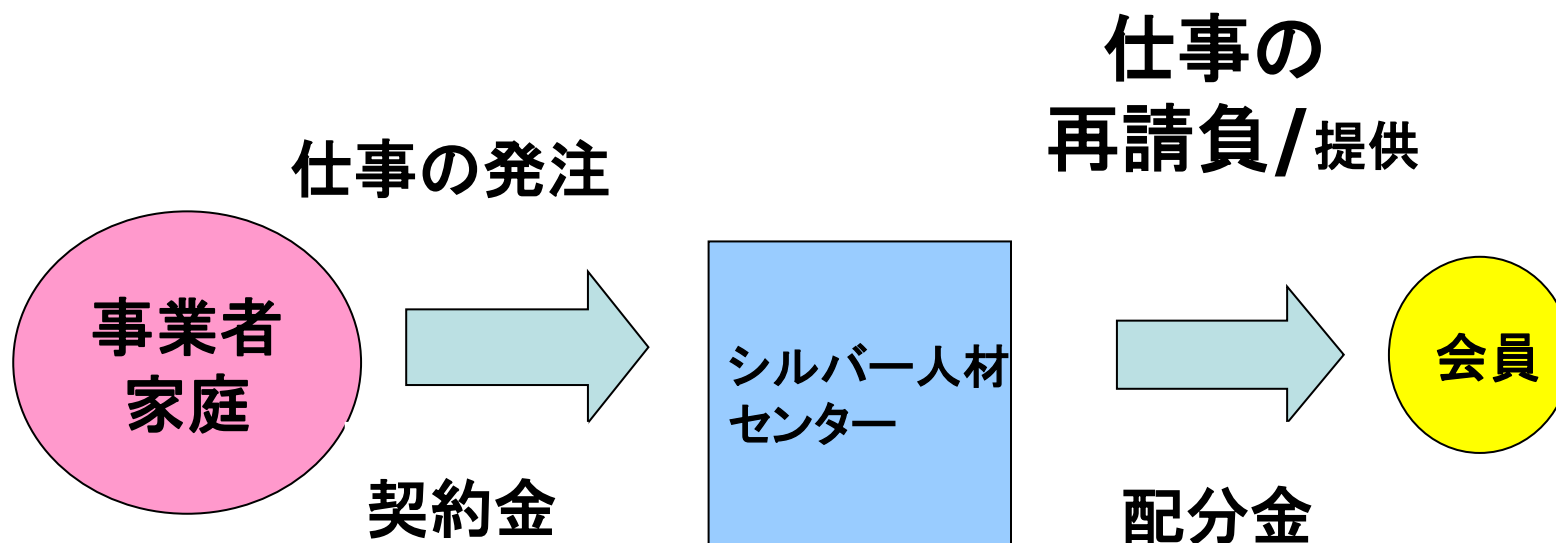 仕事の
再請負/提供
仕事の発注
事業者
家庭
シルバー人材
センター
会員
契約金
配分金